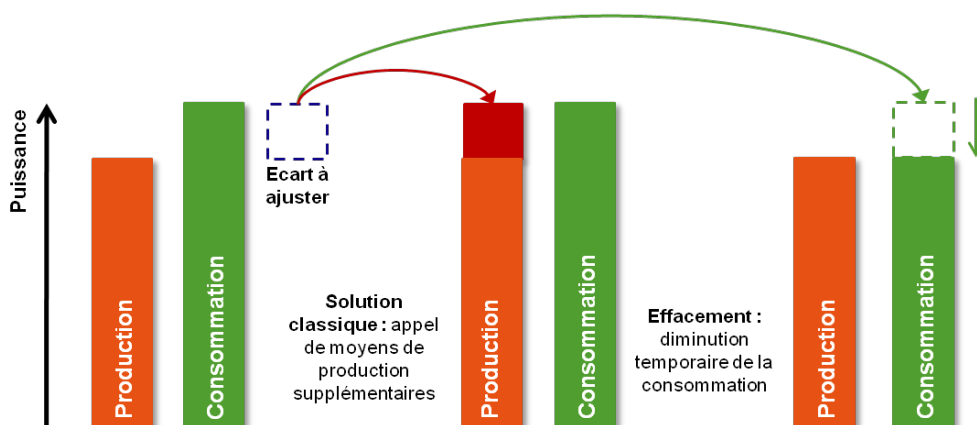 Puissance
Production
Consommation
Ecart à
ajuster
Solution
classique : appel
de moyens de
production
supplémentaires
Production
Consommation
Effacement :
diminution
temporaire de la
consommation
Production
Consommation